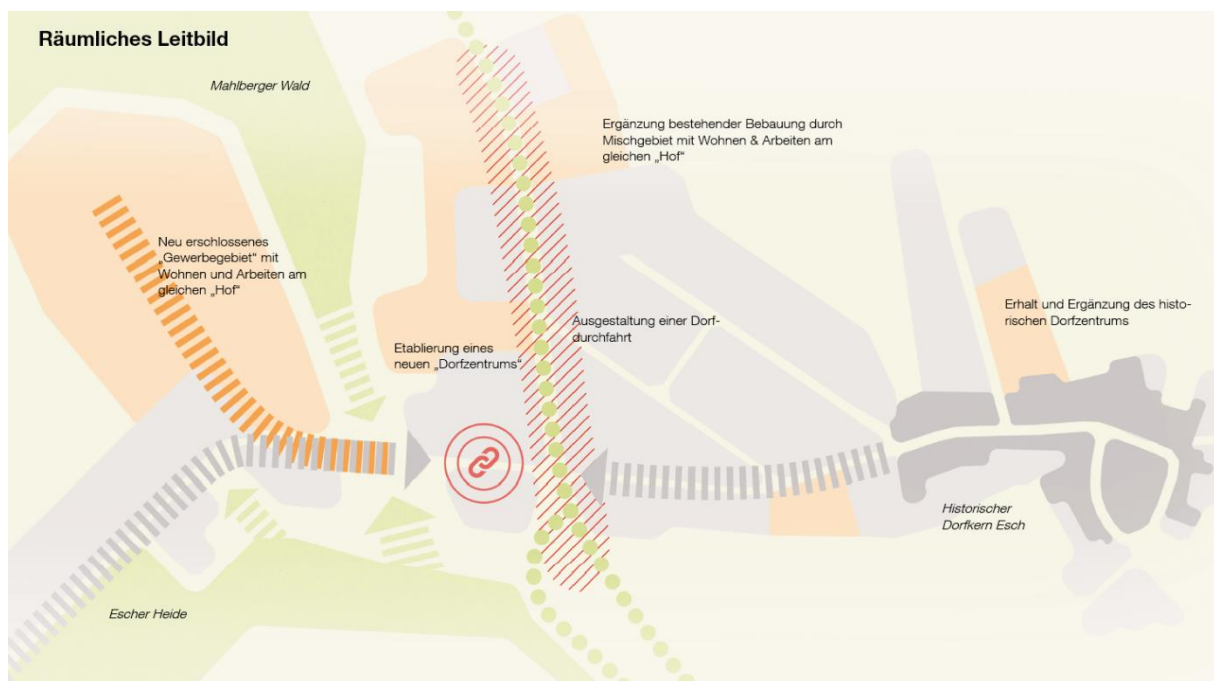 Räumliches Leitbild
Mahlberger Wald
Ergänzung bestehender Bebauung durch
Mischgebiet mit Wohnen & Arbeiten am
gleichen „Hof“
Neu erschlossenes
„Gewerbegebiet“ mit
Wohnen und Arbeiten am
gleichen „Hof“
Erhalt und Ergänzung des histo-
rischen Dorfzentrums
Ausgestaltung einer Dorf-
durchfahrt
Etablierung eines
neuen „Dorfzentrums“
Historischer
Dorfkern Esch
Escher Heide